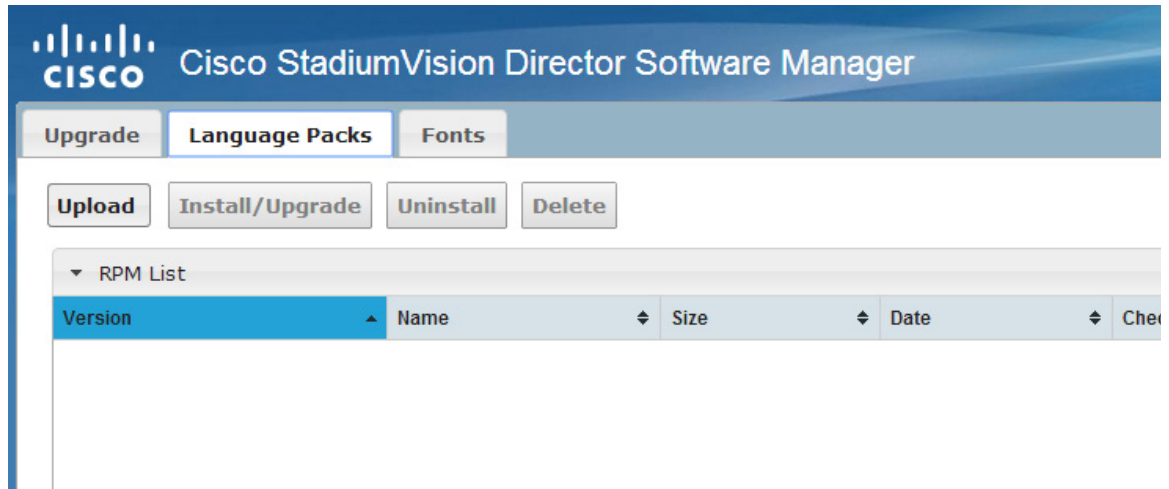 CISCO Cisco StadiumVision Director Software Manager
Upgrade Language Packs Fonts
Upload Install/Upgrade Uninstall Delete
RPM List
Version Name Size Date